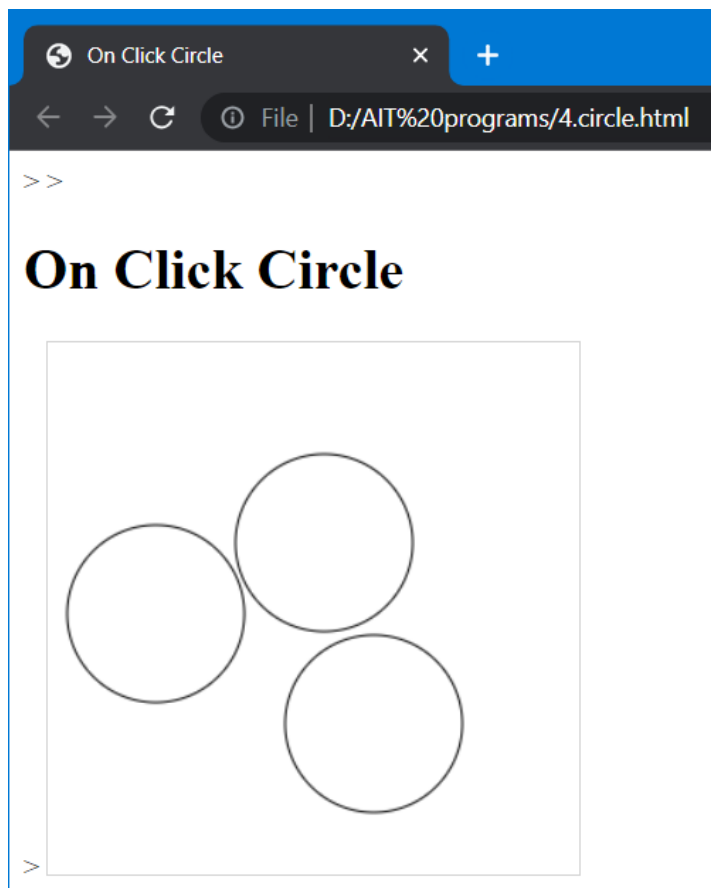 On Click Circle
File | D:/AIT%20programs/4.circle.html
> >
On Click Circle
>